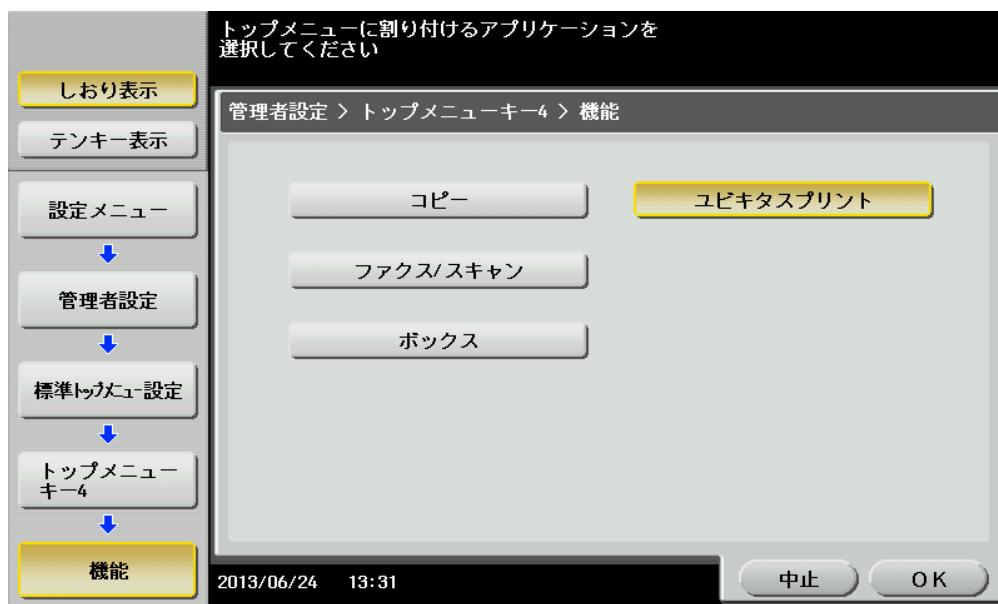 トップメニューに割り付けるアプリケーションを
選択してください
しおり表示
テンキー表示
設定メニュー
管理者設定
標準トップメニュー設定
トップメニュー
キー4
機能
管理者設定 > トップメニューキー4 > 機能
コピー
ユビキタスプリント
ファクス/スキャン
ボックス
2013/06/24 13:31
中止
OK